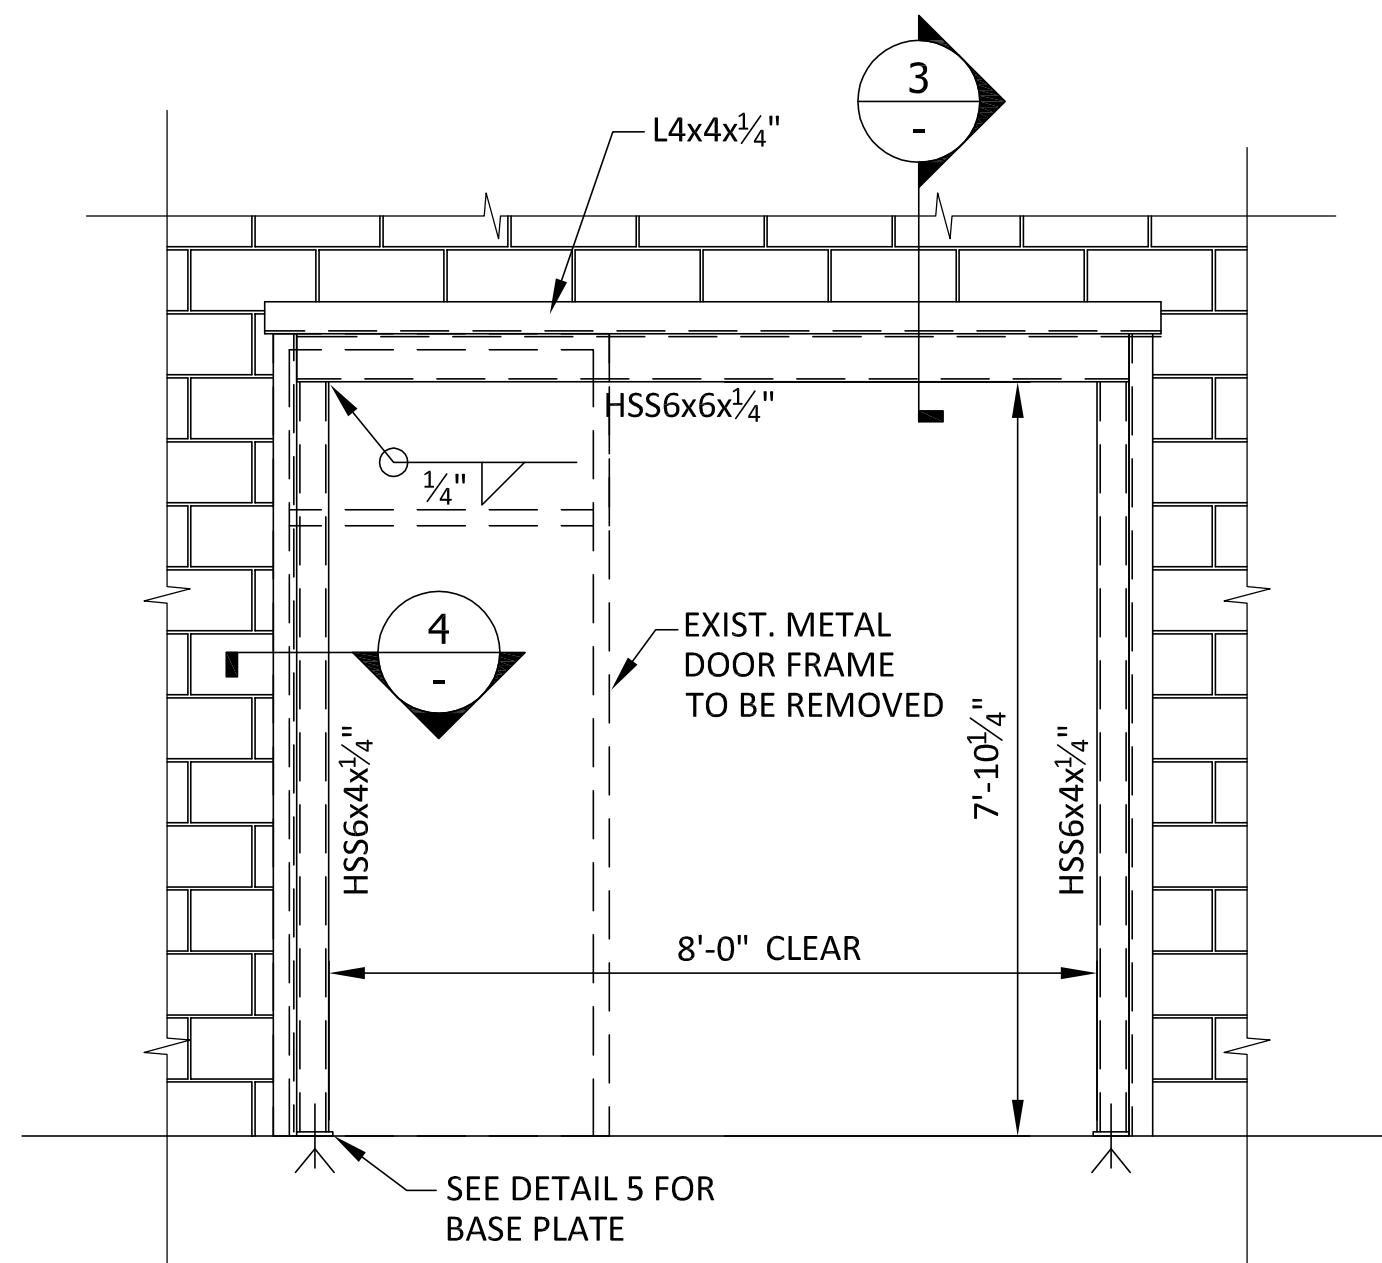 3
-
L4x4x¼"
HSS6x6x¼"
¼"
4
-
EXIST. METAL
DOOR FRAME
TO BE REMOVED
HSS6x4x¼"
7'-10¼"
HSS6x4x¼"
8'-0" CLEAR
SEE DETAIL 5 FOR
BASE PLATE